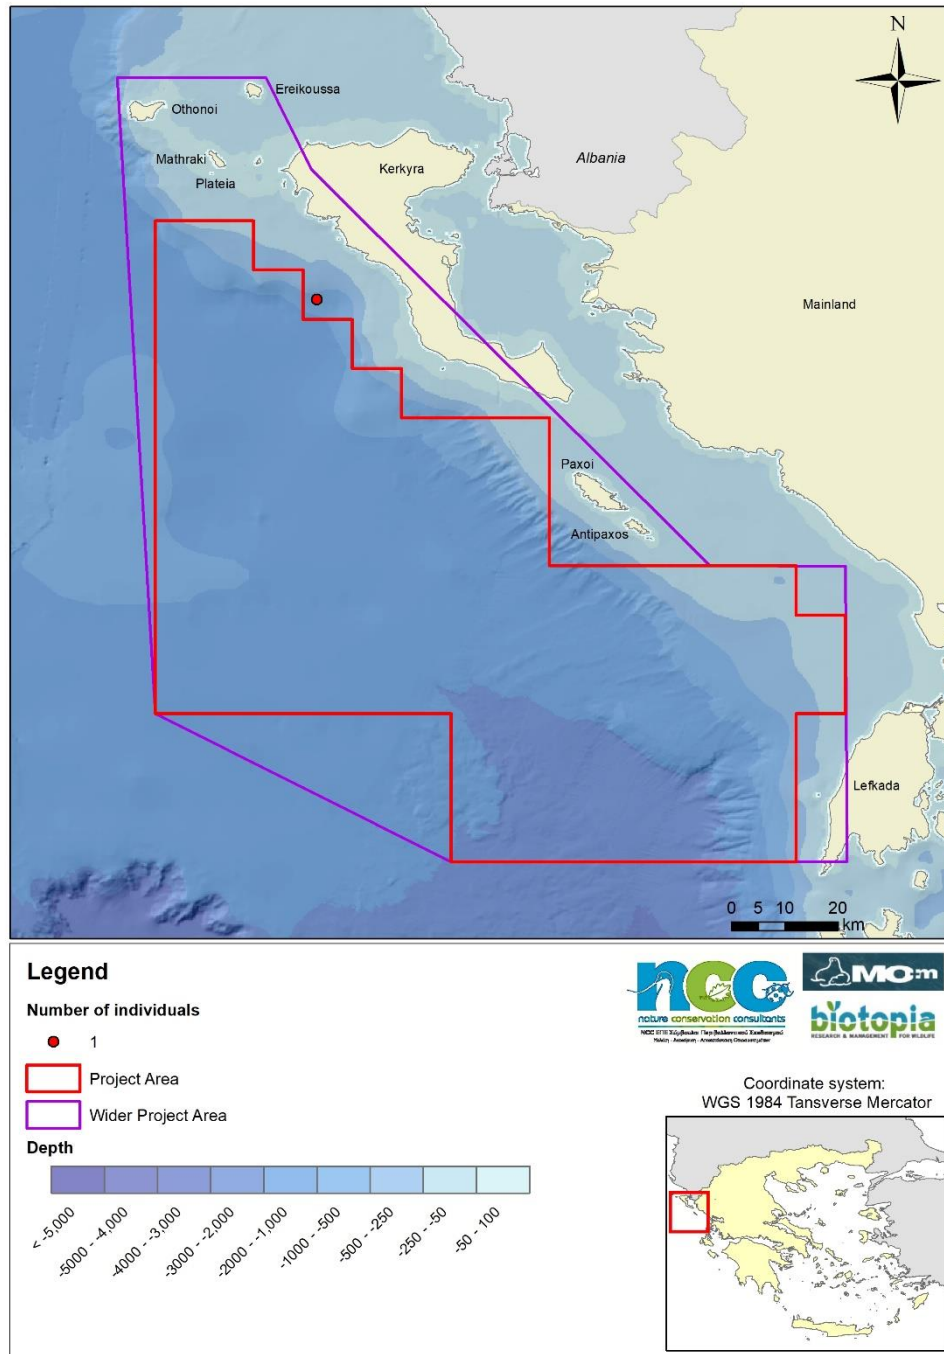 N
Ereikoussa
Othonoi
Mathraki
Plateia
Kerkyra
Albania
Mainland
Paxoi
Antipaxos
Lefkada
0 5 10 20
km
Legend
Number of individuals
1
Project Area
Wider Project Area
Depth
< -5,000
-5000 - -4,000
-4000 - -3,000
-3000 - -2,000
-2000 - -1,000
-1000 - -500
-500 - -250
-250 - -50
-50 - 100
ncc
nature conservation consultants
MOm
biotopia
RESEARCH & MANAGEMENT FOR WILDLIFE
Coordinate system:
WGS 1984 Tansverse Mercator